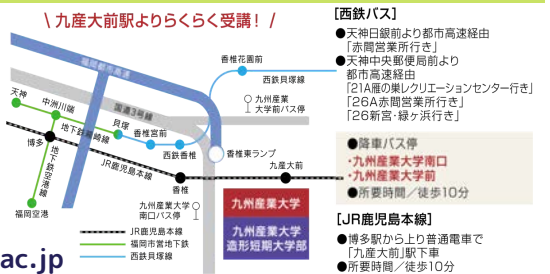 \ 九産大前駅よりらくらく受講! /
福岡都市高速
香椎花園前
西鉄貝塚線
天神
中洲川端
地下鉄箱崎線
貝塚
国道3号線
九州産業
大学前バス停
香椎宮前
西鉄香椎
香椎東ランプ
博多
地下鉄空港線
JR鹿児島本線
香椎
九産大前
福岡空港
九州産業大学
南口バス停
九州産業大学
九州産業大学
造形短期大学部
JR鹿児島本線
福岡市営地下鉄
西鉄貝塚線
ac.jp
[西鉄バス]
●天神日銀前より都市高速経由
「赤間営業所行き」
●天神中央郵便局前より
都市高速経由
「21A雁の巣レクリエーションセンター行き」
「26A赤間営業所行き」
「26新宮・緑ヶ浜行き」
●降車バス停
・九州産業大学南口
・九州産業大学前
●所要時間/徒歩10分
[JR鹿児島本線]
●博多駅から上り普通電車で
「九産大前」駅下車
●所要時間/徒歩10分